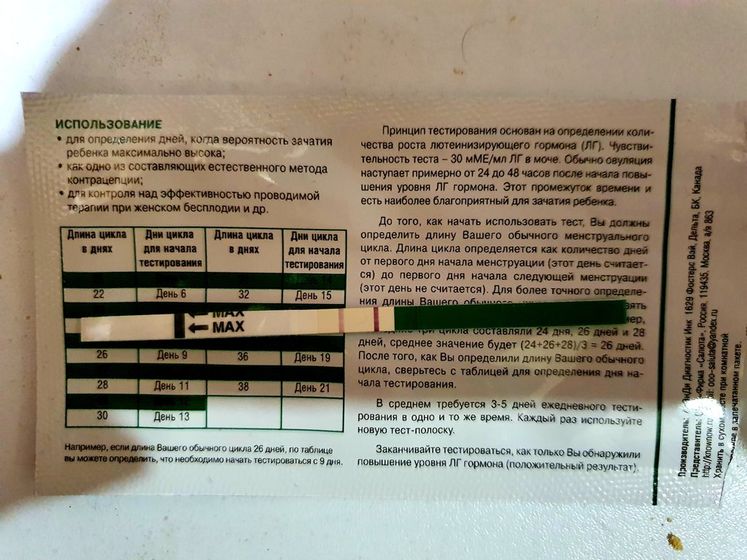 ИСПОЛЬЗОВАНИЕ
• для определения дней, когда вероятность зачатия
ребенка максимально высока;
• как одно из составляющих естественного метода
контрацепции;
• для контроля над эффективностью проводимой
терапии при женском бесплодии и др.
Длина цикла в днях Дни цикла для начала тестирования Длина цикла в днях Дни цикла для начала тестирования
22 День 6 32 День 15
26 День 9 36 День 19
28 День 11 38 День 21
30 День 13
MAX
MAX
Например, если длина Вашего обычного цикла 26 дней, по таблице
вы можете определить, что необходимо начать тестироваться с 9 дня.
Принцип тестирования основан на определении коли-
чества роста лютеинизирующего гормона (ЛГ). Чувстви-
тельность теста – 30 мМЕ/мл ЛГ в моче. Обычно овуляция
наступает примерно от 24 до 48 часов после начала повы-
шения уровня ЛГ гормона. Этот промежуток времени и
есть наиболее благоприятный для зачатия ребенка.
До того, как начать использовать тест, Вы должны
определить длину Вашего обычного менструального
цикла. Длина цикла определяется как количество дней
от первого дня начала менструации (этот день считает-
ся) до первого дня начала следующей менструации
(этот день не считается). Для более точного определе-
ния длины Вашего обычного
три цикла составляли 24 дня, 26 дней и 28
дней, среднее значение будет (24+26+28)/3 = 26 дней.
После того, как Вы определили длину Вашего обычного
цикла, сверьтесь с таблицей для определения дня на-
чала тестирования.
В среднем требуется 3-5 дней ежедневного тести-
рования в одно и то же время. Каждый раз используйте
новую тест-полоску.
Заканчивайте тестироваться, как только Вы обнаружили
повышение уровня ЛГ гормона (положительный результат).
Производитель: Диагностик Инк 1629 Фостерс Вэй, Дельта, БК, Канада
«Салюта», Россия, 119435, Москва, а/я 863
ooo-saluta@yandex.ru
Хранить в сухом месте при комнатной
в запечатанном пакете.